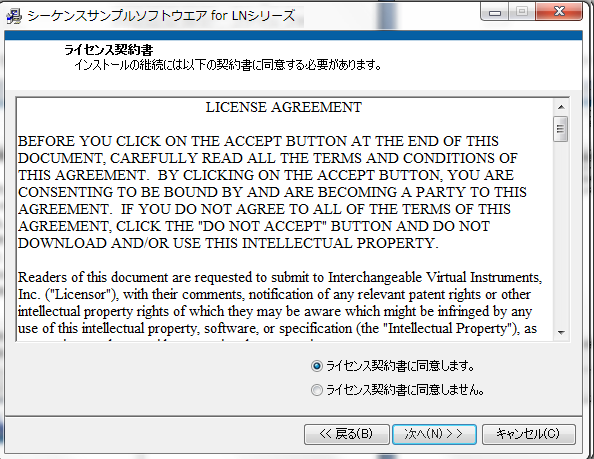 シーケンスサンプルソフトウエア for LNシリーズ
ライセンス契約書
インストールの継続には以下の契約書に同意する必要があります。
LICENSE AGREEMENT
BEFORE YOU CLICK ON THE ACCEPT BUTTON AT THE END OF THIS
DOCUMENT, CAREFULLY READ ALL THE TERMS AND CONDITIONS OF
THIS AGREEMENT.  BY CLICKING ON THE ACCEPT BUTTON, YOU ARE
CONSENTING TO BE BOUND BY AND ARE BECOMING A PARTY TO THIS
AGREEMENT.  IF YOU DO NOT AGREE TO ALL OF THE TERMS OF THIS
AGREEMENT, CLICK THE "DO NOT ACCEPT" BUTTON AND DO NOT
DOWNLOAD AND/OR USE THIS INTELLECTUAL PROPERTY.
Readers of this document are requested to submit to Interchangeable Virtual Instruments,
Inc. ("Licensor"), with their comments, notification of any relevant patent rights or other
intellectual property rights of which they may be aware which might be infringed by any
use of this intellectual property, software, or specification (the "Intellectual Property"), as
ライセンス契約書に同意します。
ライセンス契約書に同意しません。
<< 戻る(B)
次へ(N) > >
キャンセル(C)